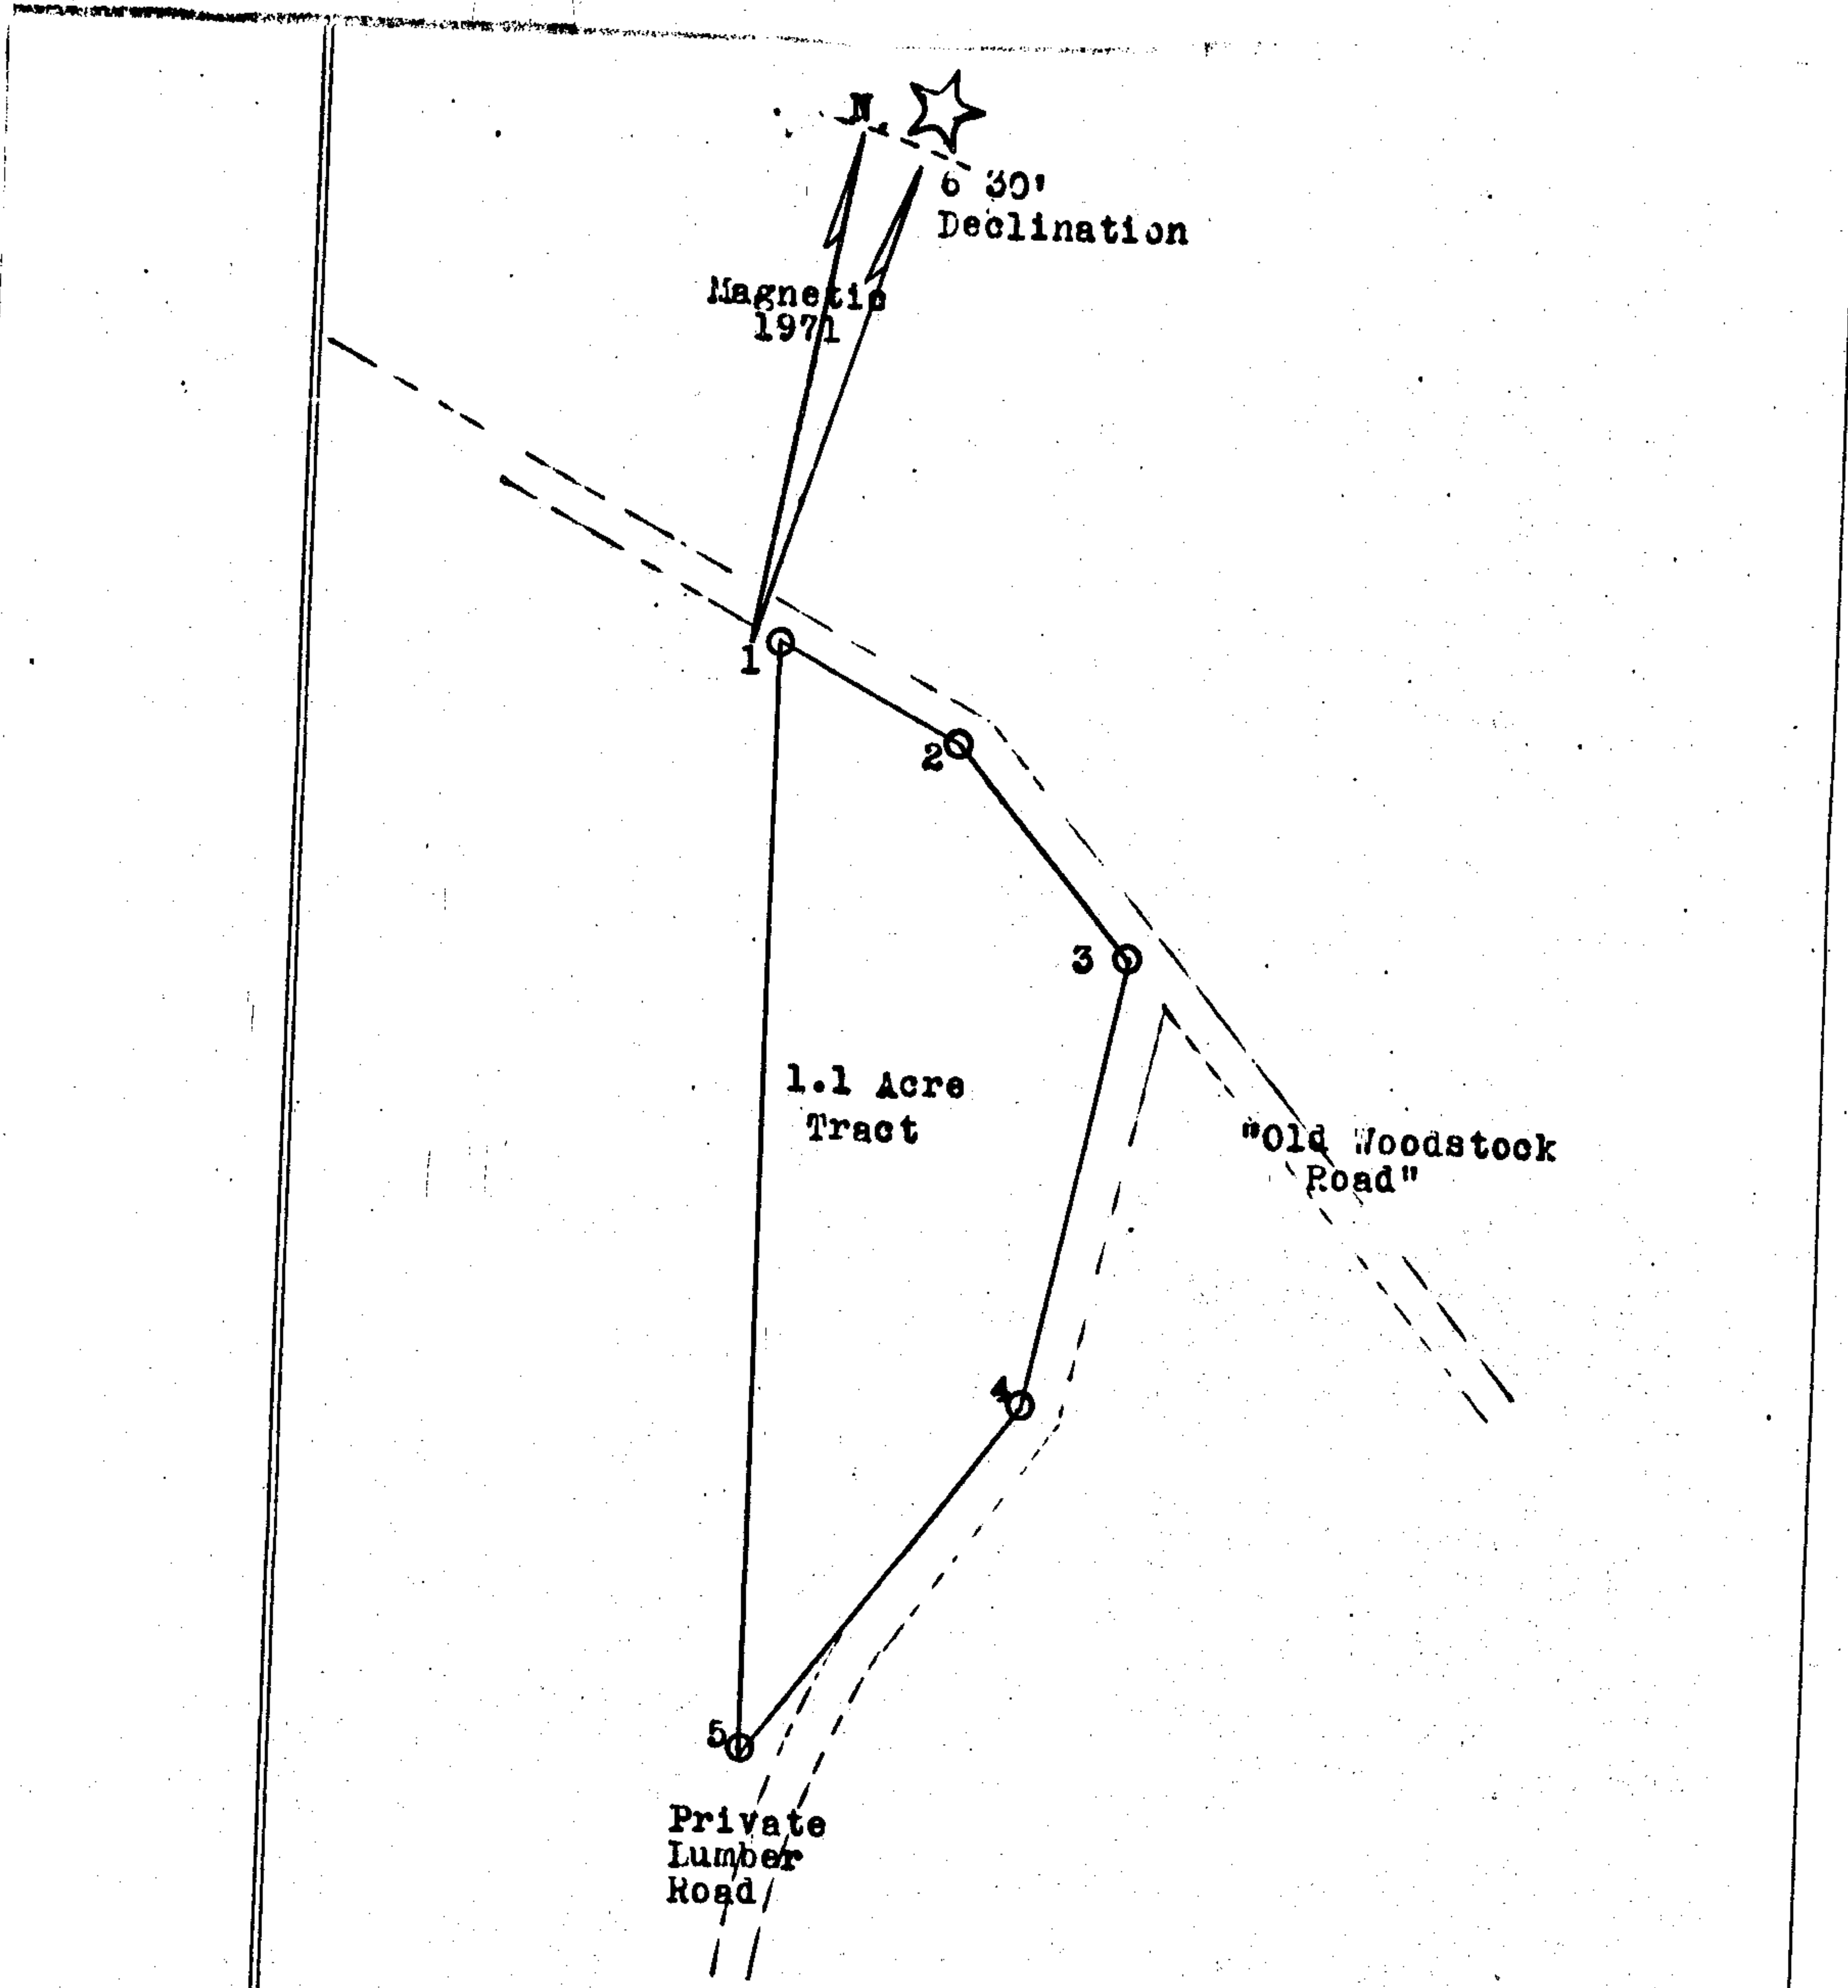 N
6 30'
Declination
Magnetic
1971
1
2
3
1.1 Acre
Tract
"Old Woodstock
Road"
4
5
Private
Lumber
Road